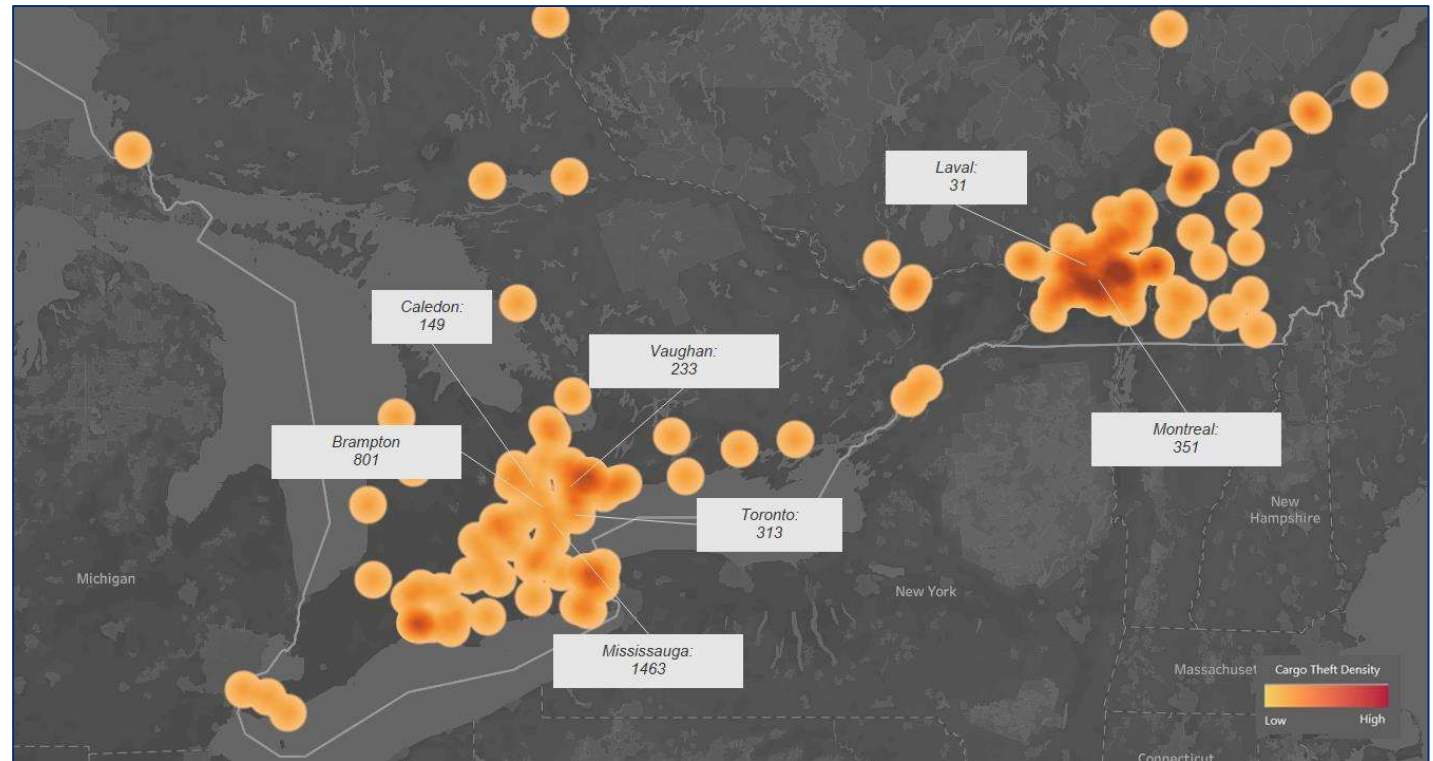 Laval:
31
Caledon:
149
Vaughan:
233
Brampton
801
Montreal:
351
Toronto:
313
New
Hampshire
Michigan
New York
Mississauga:
1463
Massachuset
Cargo Theft Density
Low
High
Connecticut